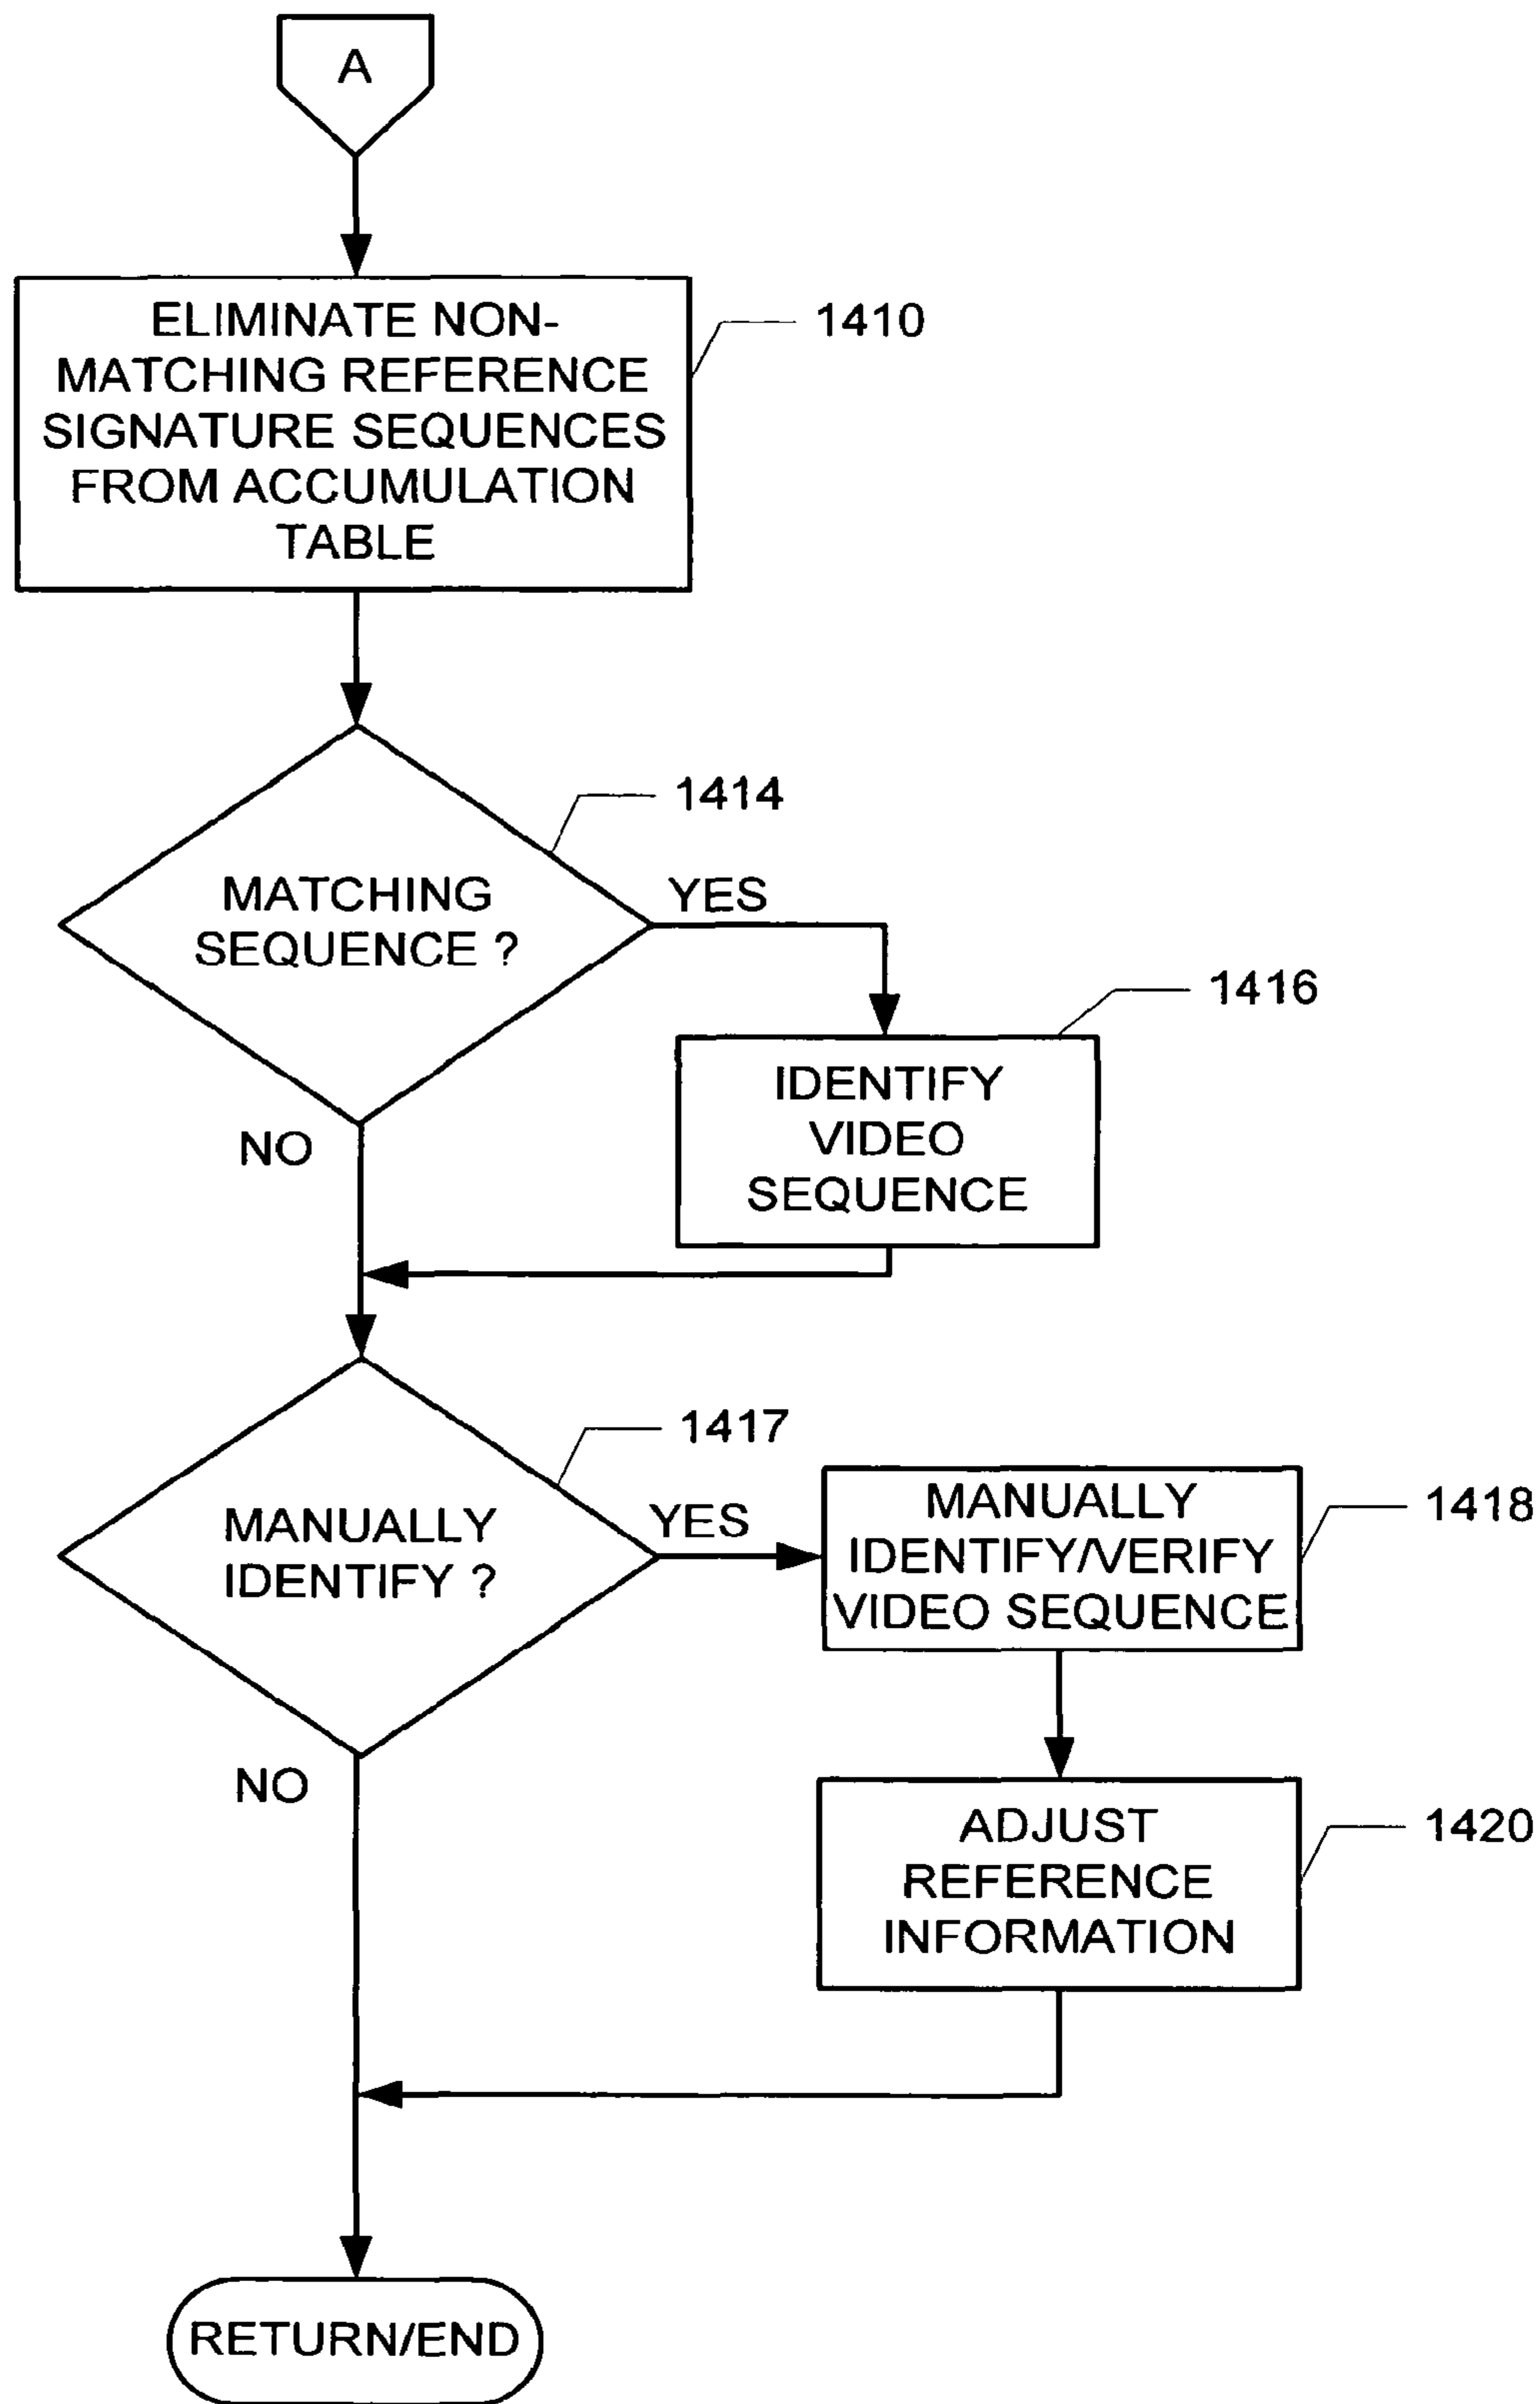 A
ELIMINATE NON-
MATCHING REFERENCE
SIGNATURE SEQUENCES
FROM ACCUMULATION
TABLE
1410
1414
MATCHING
SEQUENCE ?
YES
NO
1416
IDENTIFY
VIDEO
SEQUENCE
1417
MANUALLY
IDENTIFY ?
YES
NO
MANUALLY
IDENTIFY/VERIFY
VIDEO SEQUENCE
1418
ADJUST
REFERENCE
INFORMATION
1420
RETURN/END